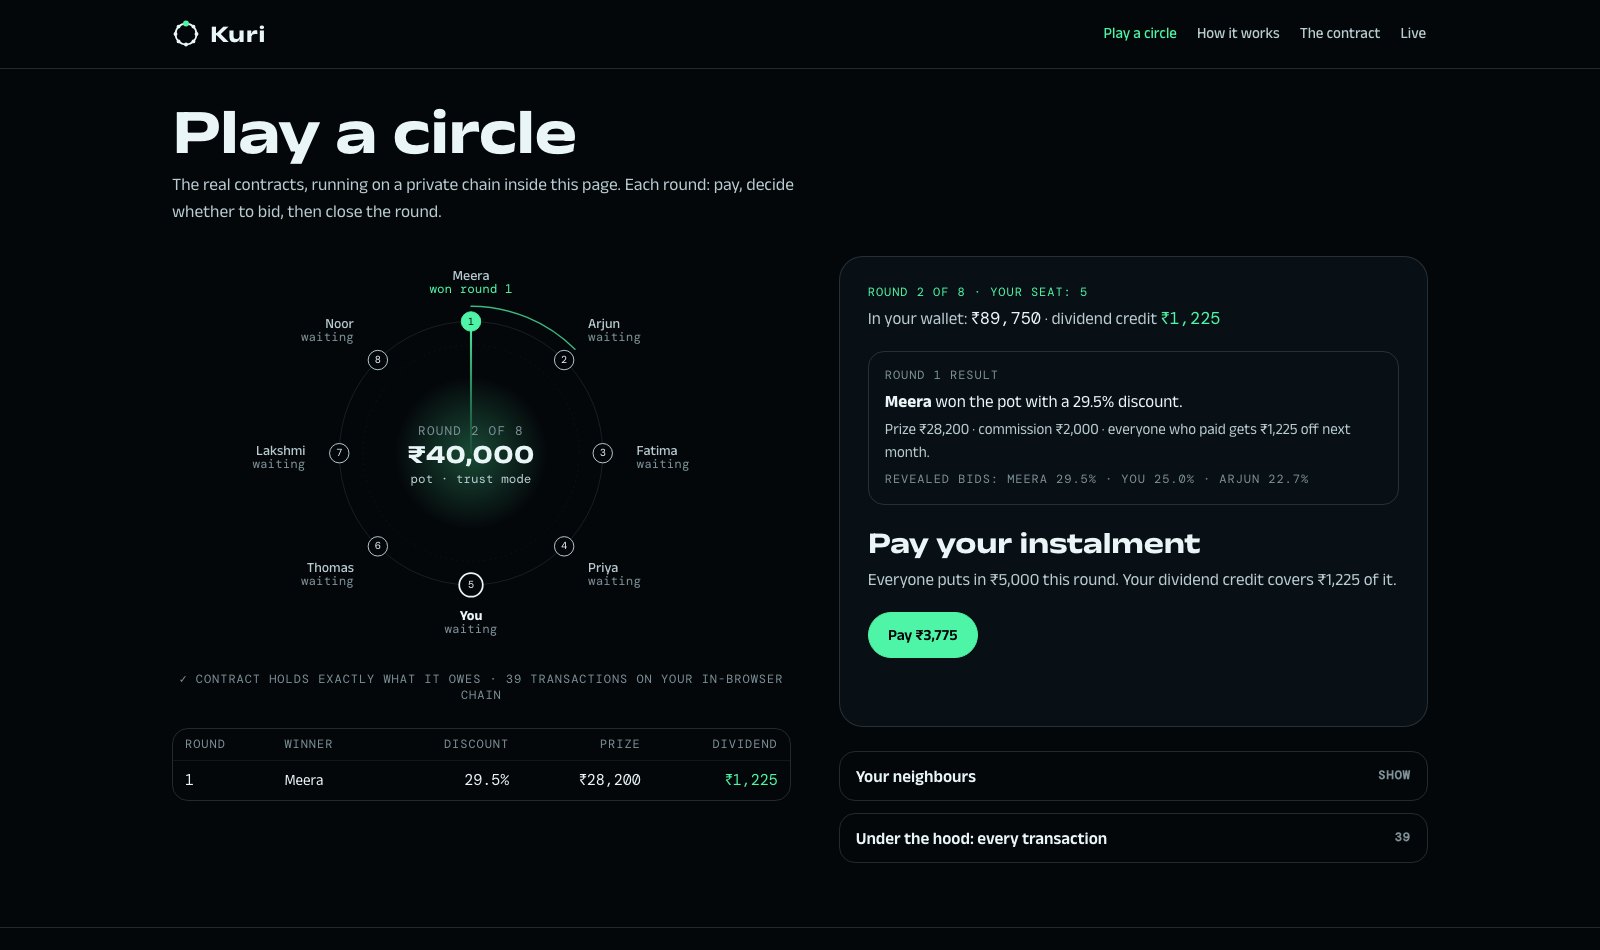 Kuri
Play a circle
How it works
The contract
Live
Play a circle
The real contracts, running on a private chain inside this page. Each round: pay, decide
whether to bid, then close the round.
Meera
won round 1
1
Noor
waiting
8
Arjun
waiting
2
Lakshmi
waiting
7
ROUND 2 OF 8
₹40,000
pot · trust mode
3
Fatima
waiting
6
Thomas
waiting
4
Priya
waiting
5
You
waiting
✓ CONTRACT HOLDS EXACTLY WHAT IT OWES · 39 TRANSACTIONS ON YOUR IN-BROWSER
CHAIN
ROUND WINNER DISCOUNT PRIZE DIVIDEND
1 Meera 29.5% ₹28,200 ₹1,225
ROUND 2 OF 8 · YOUR SEAT: 5
In your wallet: ₹89,750 · dividend credit ₹1,225
ROUND 1 RESULT
Meera won the pot with a 29.5% discount.
Prize ₹28,200 · commission ₹2,000 · everyone who paid gets ₹1,225 off next
month.
REVEALED BIDS: MEERA 29.5% · YOU 25.0% · ARJUN 22.7%
Pay your instalment
Everyone puts in ₹5,000 this round. Your dividend credit covers ₹1,225 of it.
Pay ₹3,775
Your neighbours SHOW
Under the hood: every transaction 39